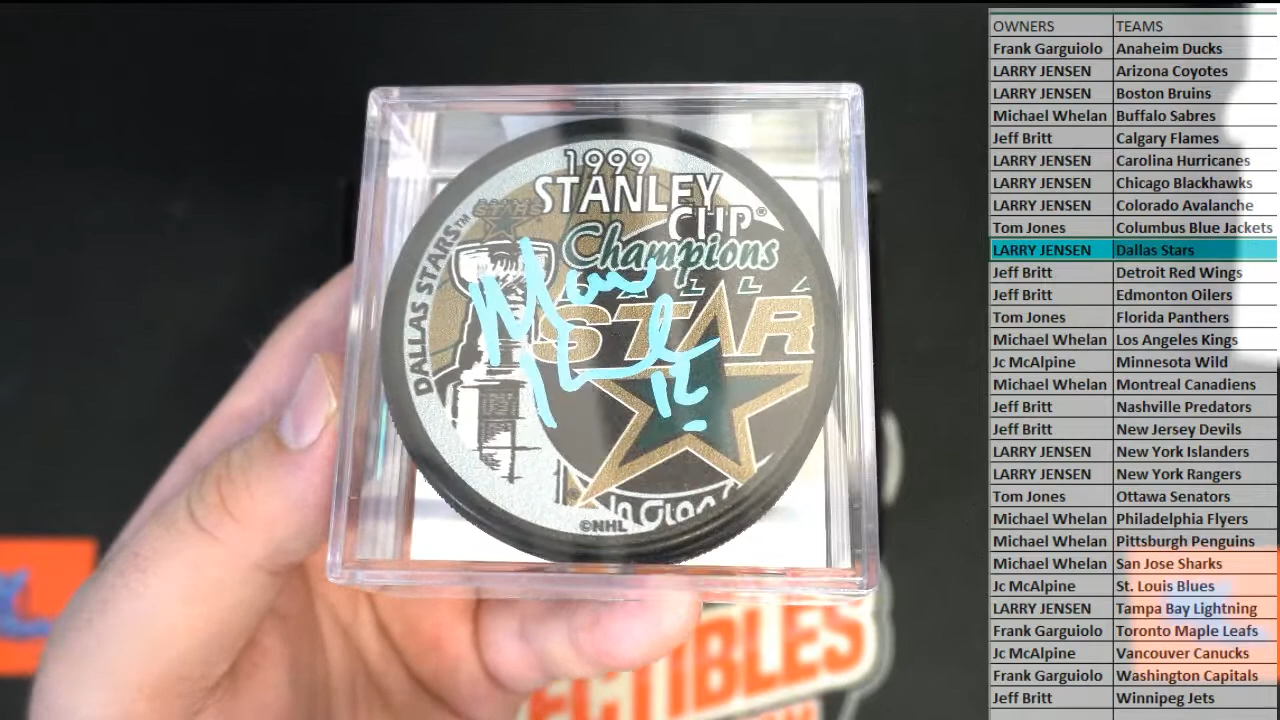 1999
STANLEY
CUP®
Champions
DALLAS STARS™
STARS
DALLA
STAR
12
©NHL
CTIBLES
OWNERS TEAMS
Frank Garguiolo Anaheim Ducks
LARRY JENSEN Arizona Coyotes
LARRY JENSEN Boston Bruins
Michael Whelan Buffalo Sabres
Jeff Britt Calgary Flames
LARRY JENSEN Carolina Hurricanes
LARRY JENSEN Chicago Blackhawks
LARRY JENSEN Colorado Avalanche
Tom Jones Columbus Blue Jackets
LARRY JENSEN Dallas Stars
Jeff Britt Detroit Red Wings
Jeff Britt Edmonton Oilers
Tom Jones Florida Panthers
Michael Whelan Los Angeles Kings
Jc McAlpine Minnesota Wild
Michael Whelan Montreal Canadiens
Jeff Britt Nashville Predators
Jeff Britt New Jersey Devils
LARRY JENSEN New York Islanders
LARRY JENSEN New York Rangers
Tom Jones Ottawa Senators
Michael Whelan Philadelphia Flyers
Michael Whelan Pittsburgh Penguins
Michael Whelan San Jose Sharks
Jc McAlpine St. Louis Blues
LARRY JENSEN Tampa Bay Lightning
Frank Garguiolo Toronto Maple Leafs
Jc McAlpine Vancouver Canucks
Frank Garguiolo Washington Capitals
Jeff Britt Winnipeg Jets